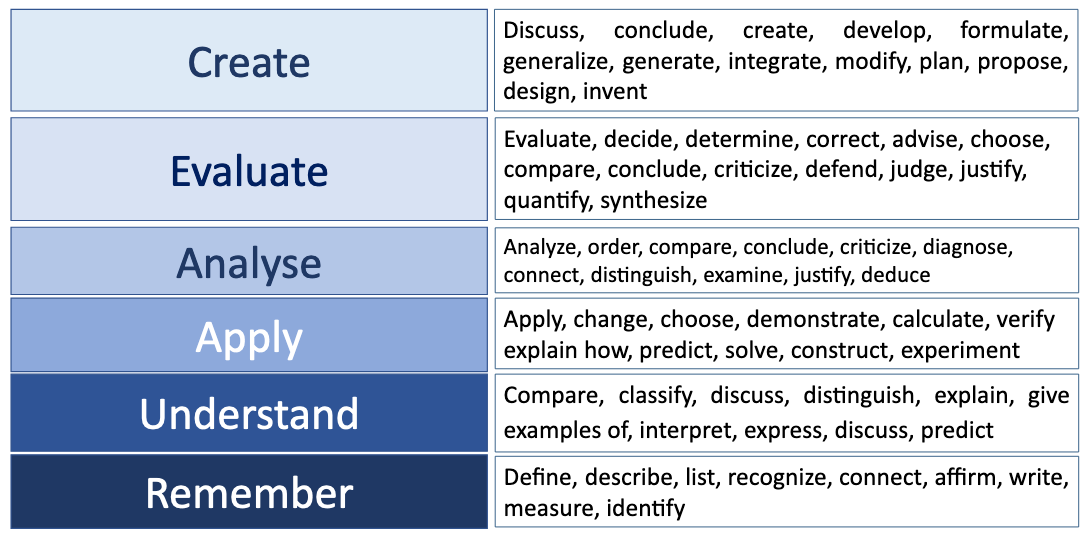 Create
Discuss, conclude, create, develop, formulate,
generalize, generate, integrate, modify, plan, propose,
design, invent
Evaluate
Evaluate, decide, determine, correct, advise, choose,
compare, conclude, criticize, defend, judge, justify,
quantify, synthesize
Analyse
Analyze, order, compare, conclude, criticize, diagnose,
connect, distinguish, examine, justify, deduce
Apply
Apply, change, choose, demonstrate, calculate, verify
explain how, predict, solve, construct, experiment
Understand
Compare, classify, discuss, distinguish, explain, give
examples of, interpret, express, discuss, predict
Remember
Define, describe, list, recognize, connect, affirm, write,
measure, identify